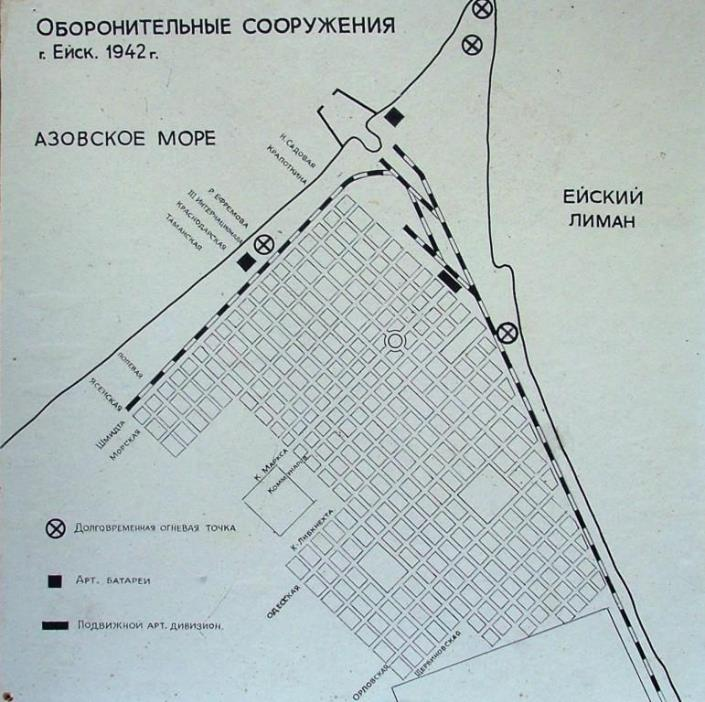 Оборонительные сооружения
г. Ейск. 1942 г.
Азовское море
Ейский
лиман
н. Садовая
Крапоткина
Р. Ефремова
III Интернационала
Краснодарская
Таманская
полевая
Ясенская
Шмидта
Морская
К. Маркса
Коммунаров
К. Либкнехта
Одесская
Орловская
Щербиновская
Долговременная огневая точка
Арт. батареи
Подвижной арт. дивизион.